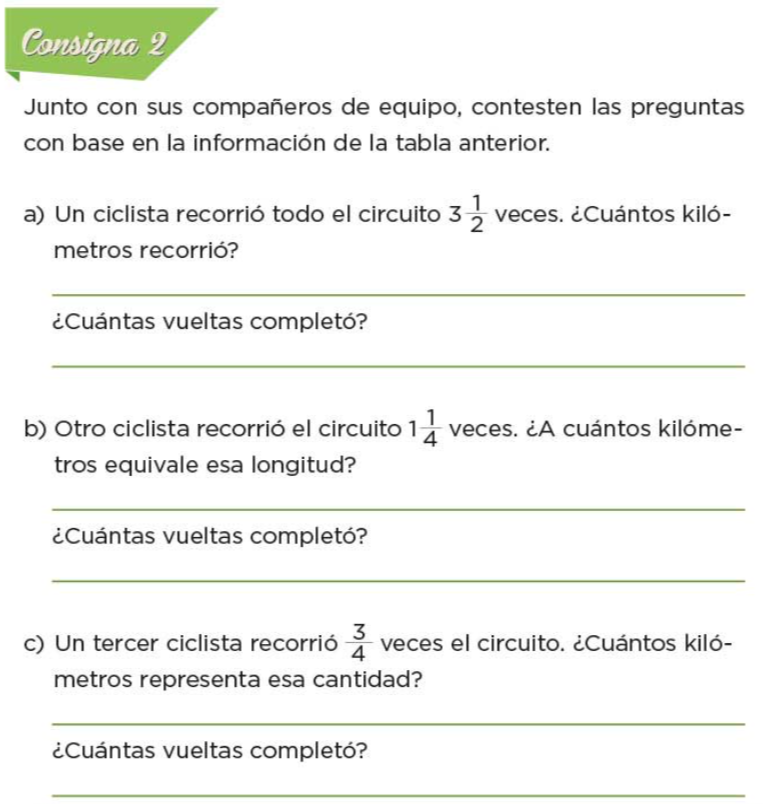 Consigna 2
Junto con sus compañeros de equipo, contesten las preguntas
con base en la información de la tabla anterior.
a) Un ciclista recorrió todo el circuito 3 1/2 veces. ¿Cuántos kiló-
metros recorrió?
¿Cuántas vueltas completó?
b) Otro ciclista recorrió el circuito 1 1/4 veces. ¿A cuántos kilóme-
tros equivale esa longitud?
¿Cuántas vueltas completó?
c) Un tercer ciclista recorrió 3/4 veces el circuito. ¿Cuántos kiló-
metros representa esa cantidad?
¿Cuántas vueltas completó?